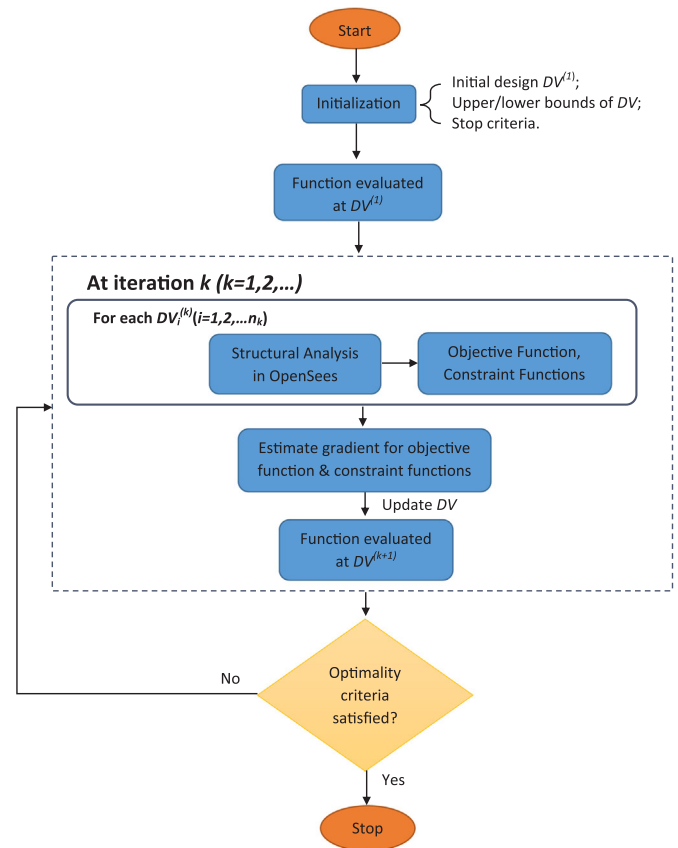 Start
Initialization
Initial design DV^(1);
Upper/lower bounds of DV;
Stop criteria.
Function evaluated
at DV^(1)
At iteration k (k=1,2,…)
For each DV_i^(k)(i=1,2,…n_k)
Structural Analysis
in OpenSees
Objective Function,
Constraint Functions
Estimate gradient for objective
function & constraint functions
Update DV
Function evaluated
at DV^(k+1)
No
Optimality
criteria
satisfied?
Yes
Stop